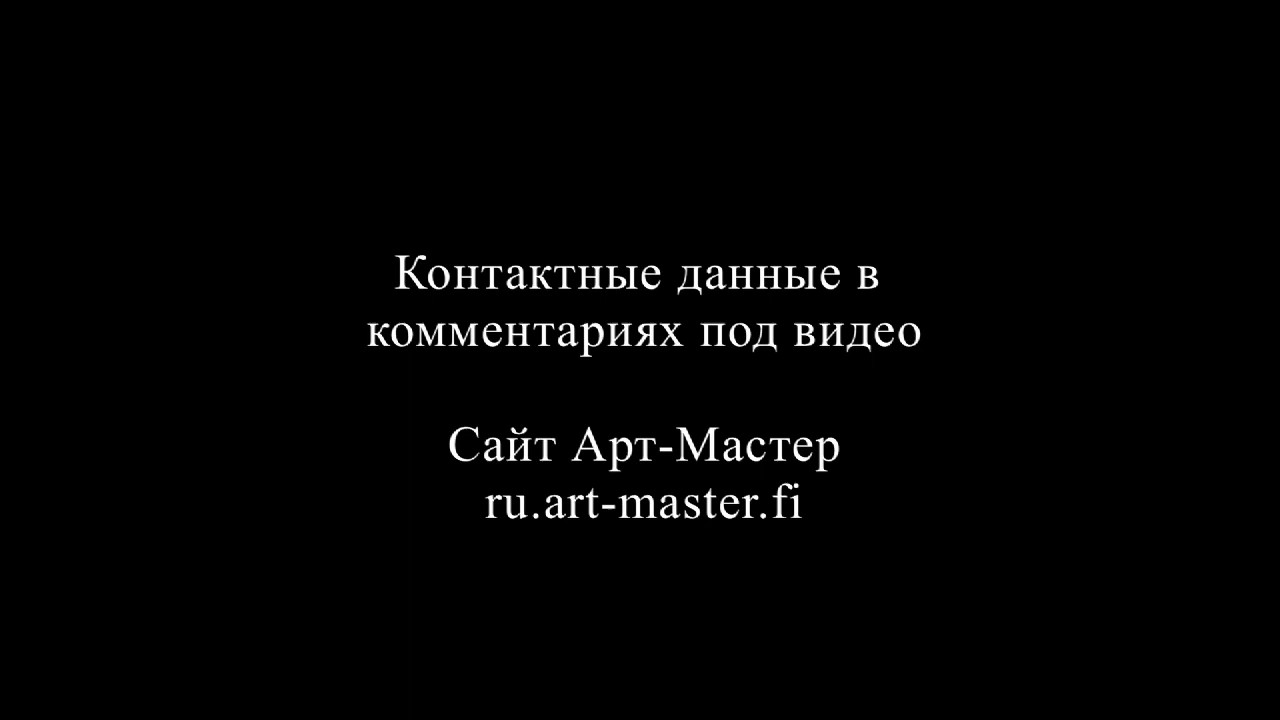 Контактные данные в
комментариях под видео
Сайт Арт-Мастер
ru.art-master.fi